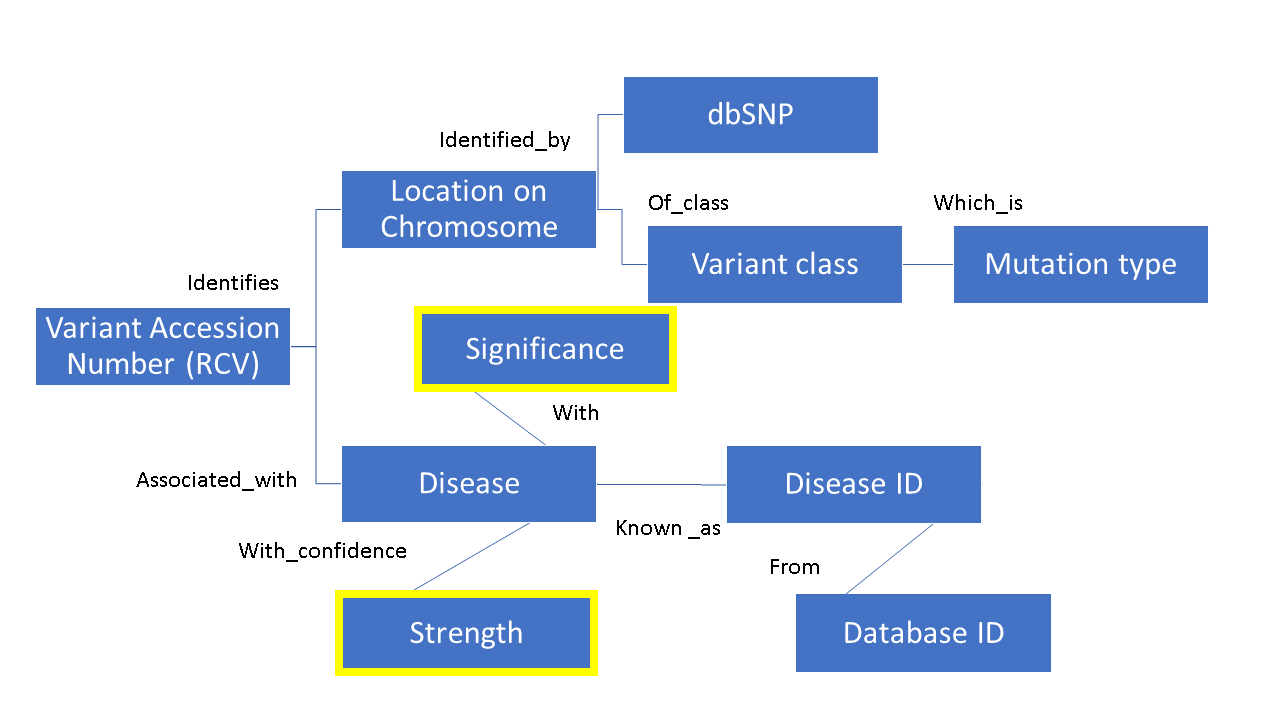 dbSNP
Identified_by
Location on
Chromosome
Of_class
Which_is
Variant class
Mutation type
Identifies
Variant Accession
Number (RCV)
Significance
With
Associated_with
Disease
Disease ID
Known _as
With_confidence
From
Strength
Database ID